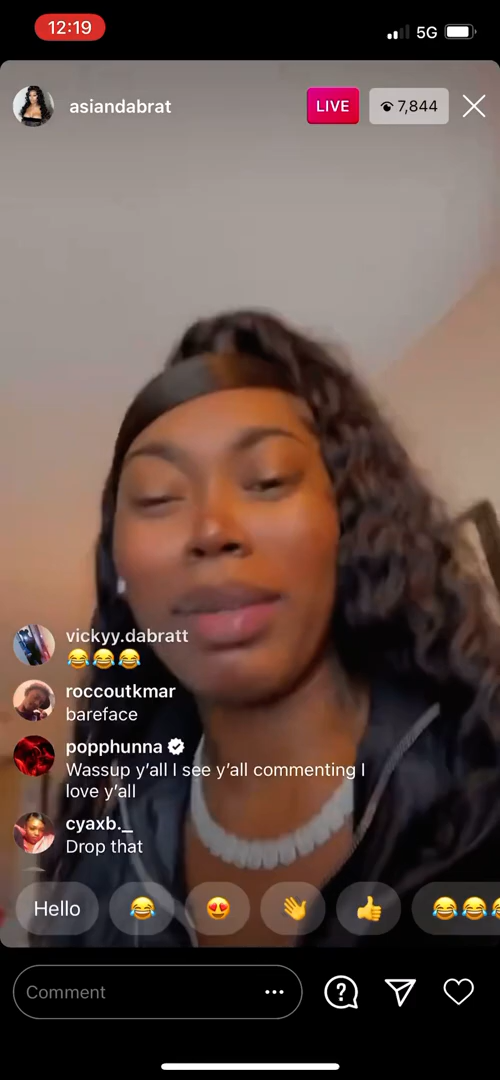 12:19
5G
asiandabrat
LIVE
7,844
vickyy.dabratt
😂😂😂
roccoutkmar
bareface
popphunna
Wassup y’all I see y’all commenting I
love y’all
cyaxb._
Drop that
Hello 😂 😍 👋 👍 😂😂😂
Comment